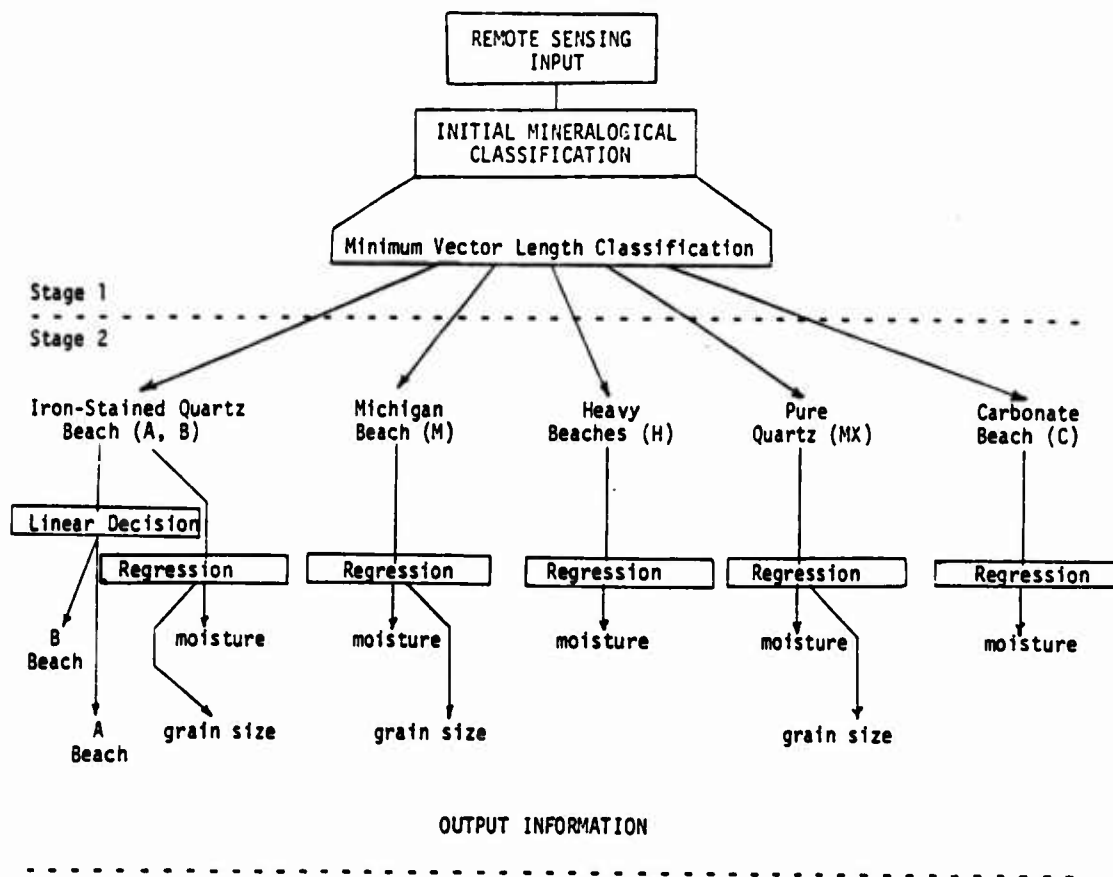 REMOTE SENSING
INPUT
INITIAL MINERALOGICAL
CLASSIFICATION
Minimum Vector Length Classification
Stage 1
Stage 2
Iron-Stained Quartz
Beach (A, B)
Michigan
Beach (M)
Heavy
Beaches (H)
Pure
Quartz (MX)
Carbonate
Beach (C)
Linear Decision
Regression
Regression
Regression
Regression
Regression
B
Beach
moisture
moisture
moisture
moisture
moisture
A
Beach
grain size
grain size
grain size
OUTPUT INFORMATION